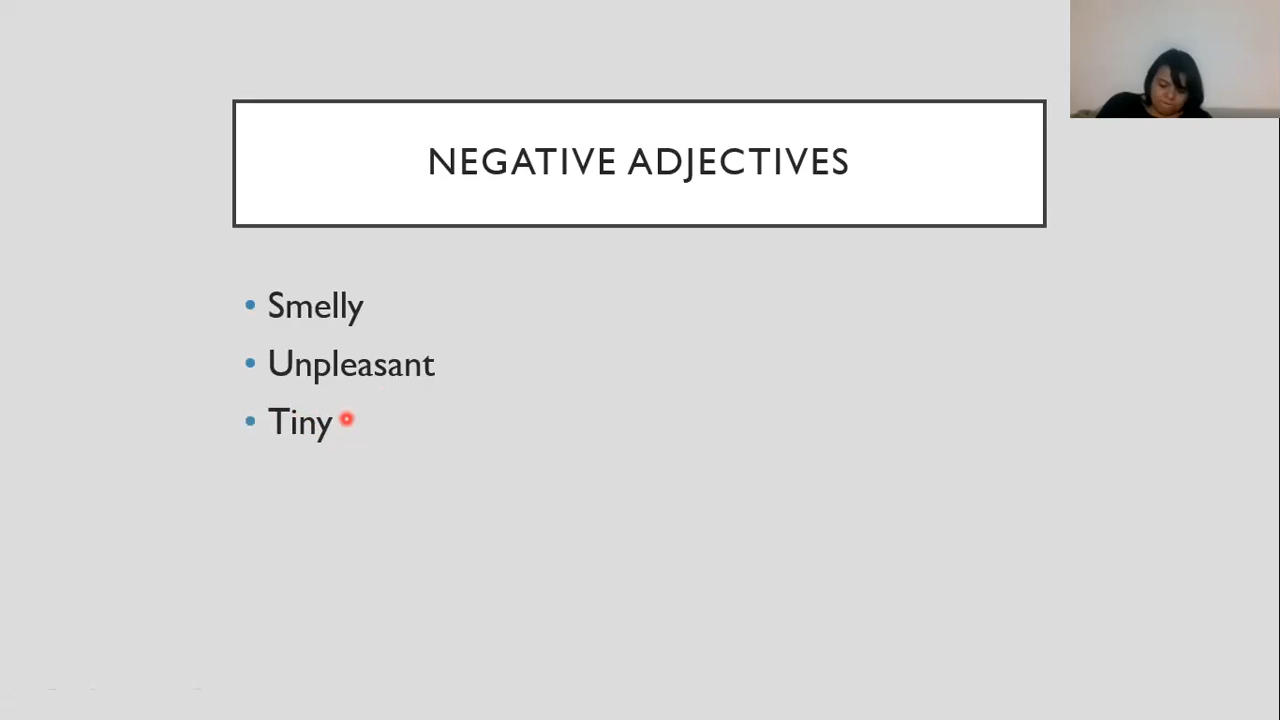 NEGATIVE ADJECTIVES
• Smelly
• Unpleasant
• Tiny